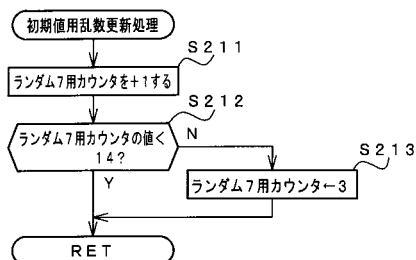 初期値用乱数更新処理
S211
ランダム7用カウンタを+1する
S212
ランダム7用カウンタの値<
14?
N
Y
S213
ランダム7用カウンタ←3
RET